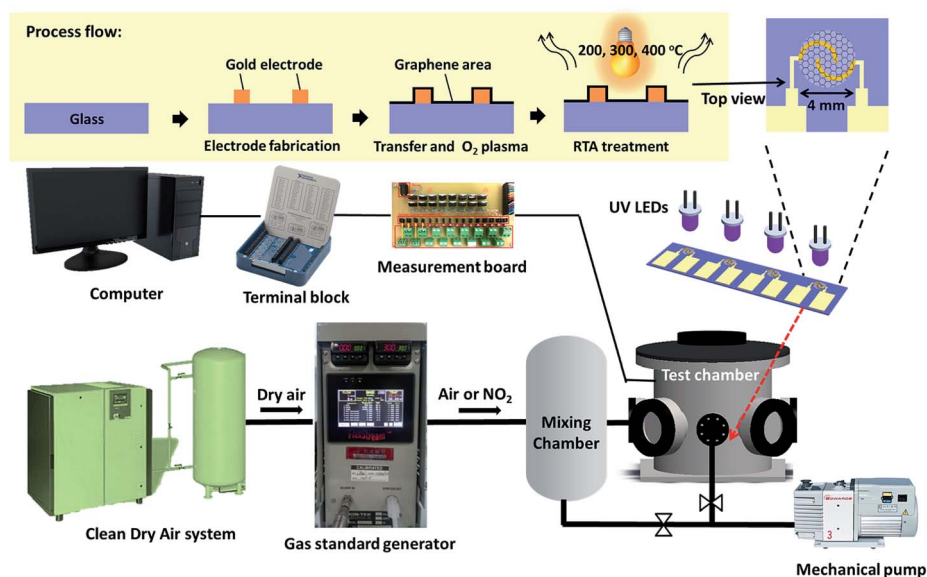 Process flow:
200, 300, 400 °C
Gold electrode
Graphene area
Top view
4 mm
Glass
Electrode fabrication
Transfer and O₂ plasma
RTA treatment
UV LEDs
Computer
Terminal block
Measurement board
Dry air
Air or NO₂
Mixing
Chamber
Test chamber
Clean Dry Air system
Gas standard generator
EDWARDS
3
Mechanical pump